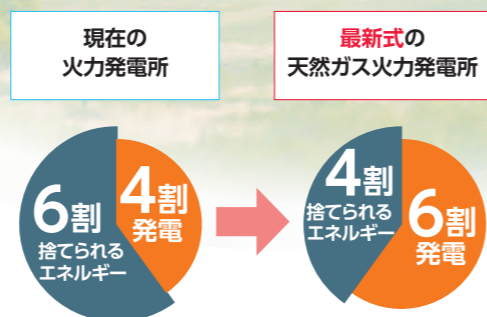 現在の
火力発電所
最新式の
天然ガス火力発電所
6割
捨てられる
エネルギー
4割
発電
4割
捨てられる
エネルギー
6割
発電